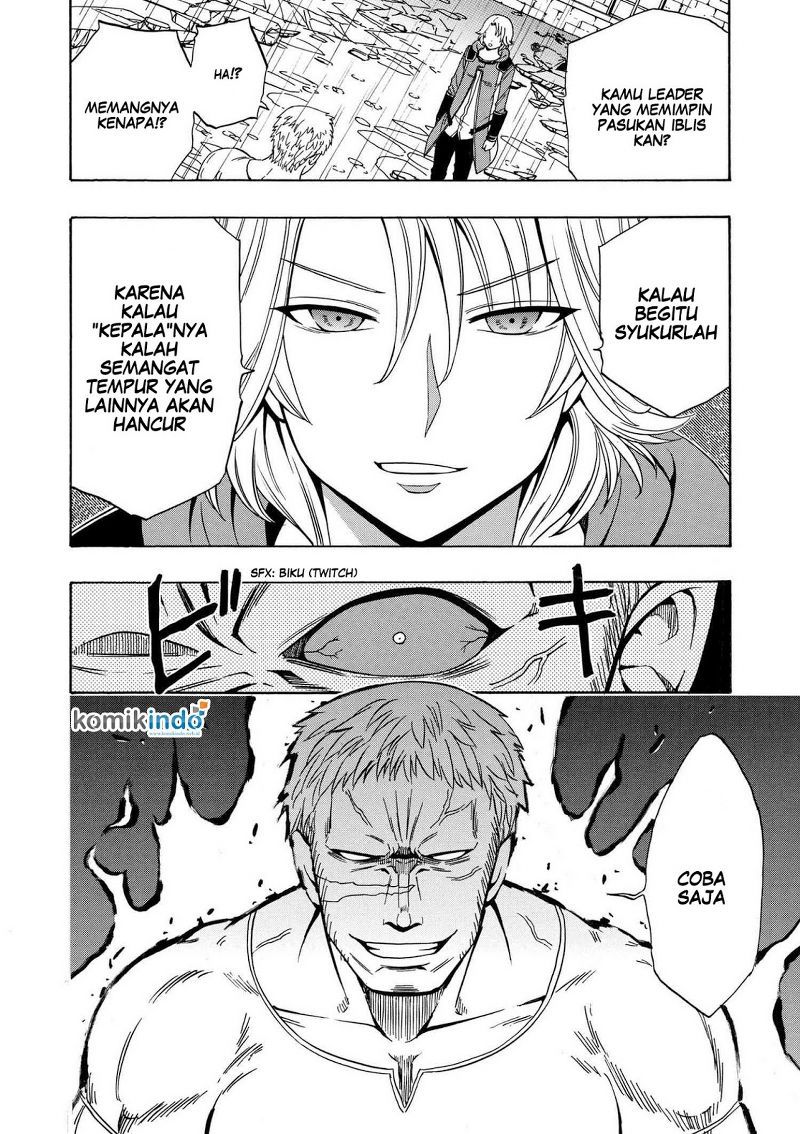 KAMU LEADER
YANG MEMIMPIN
PASUKAN IBLIS
KAN?
HA!?
MEMANGNYA
KENAPA!?
KALAU
BEGITU
SYUKURLAH
KARENA
KALAU
"KEPALA"NYA
KALAH
SEMANGAT
TEMPUR YANG
LAINNYA AKAN
HANCUR
SFX: BIKU (TWITCH)
ビキ
komikindo
COBA
SAJA